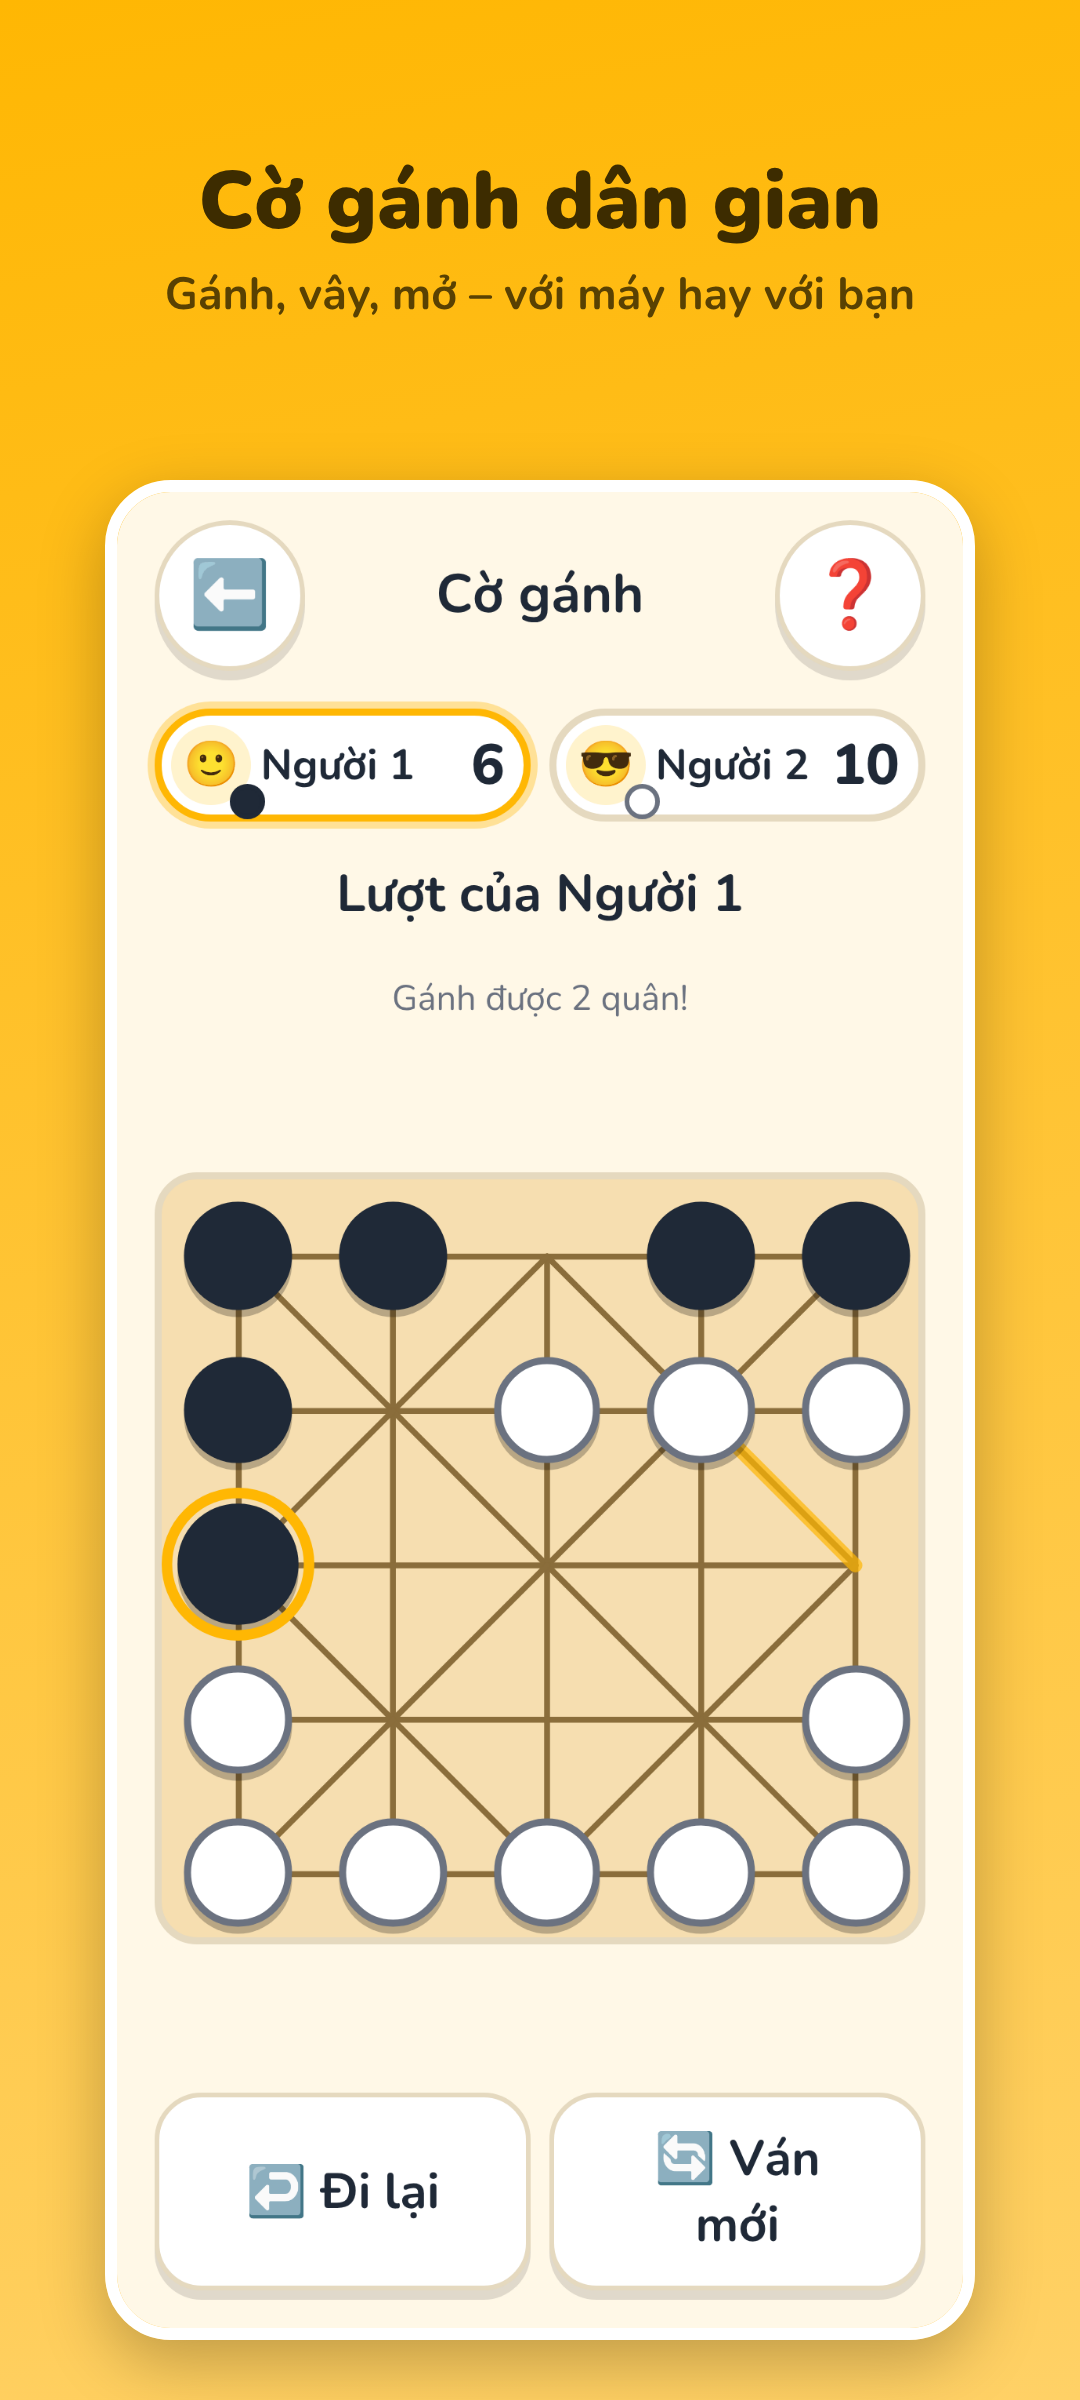 Cờ gánh dân gian
Gánh, vây, mở – với máy hay với bạn
Cờ gánh
Người 1 6
Người 2 10
Lượt của Người 1
Gánh được 2 quân!
Đi lại
Ván
mới